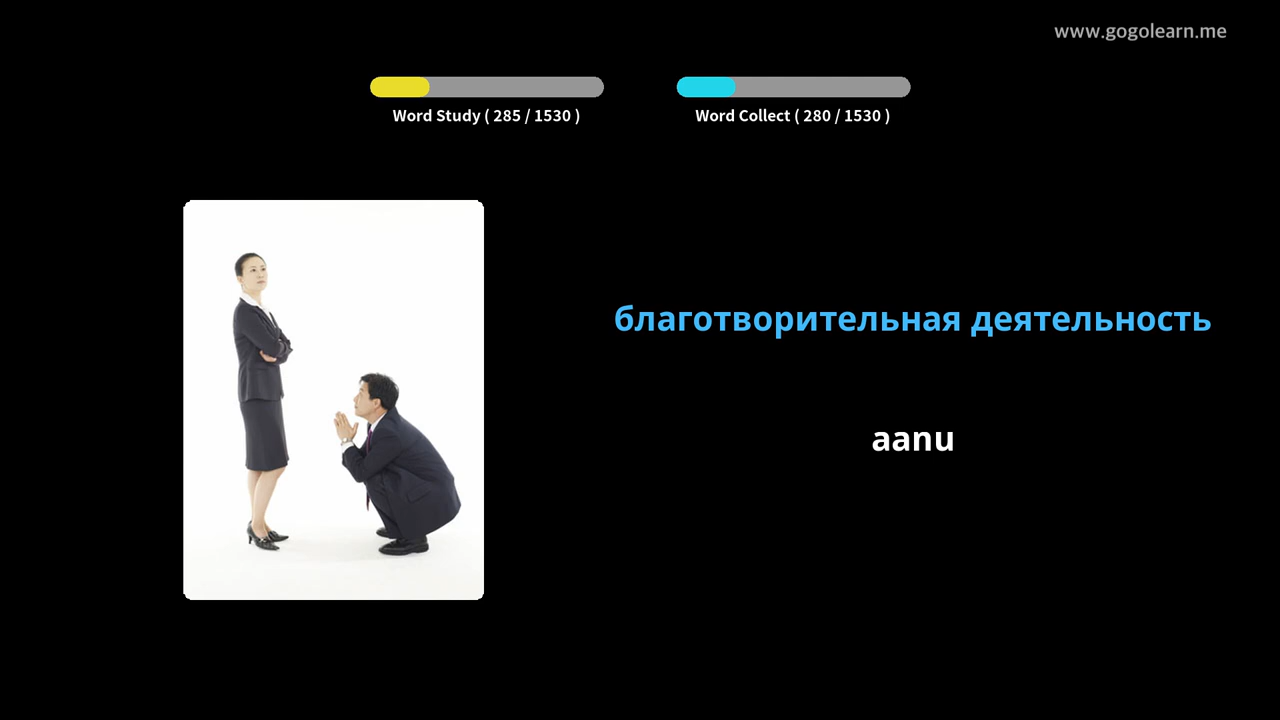 www.gogolearn.me
Word Study ( 285 / 1530 )
Word Collect ( 280 / 1530 )
благотворительная деятельность
aanu